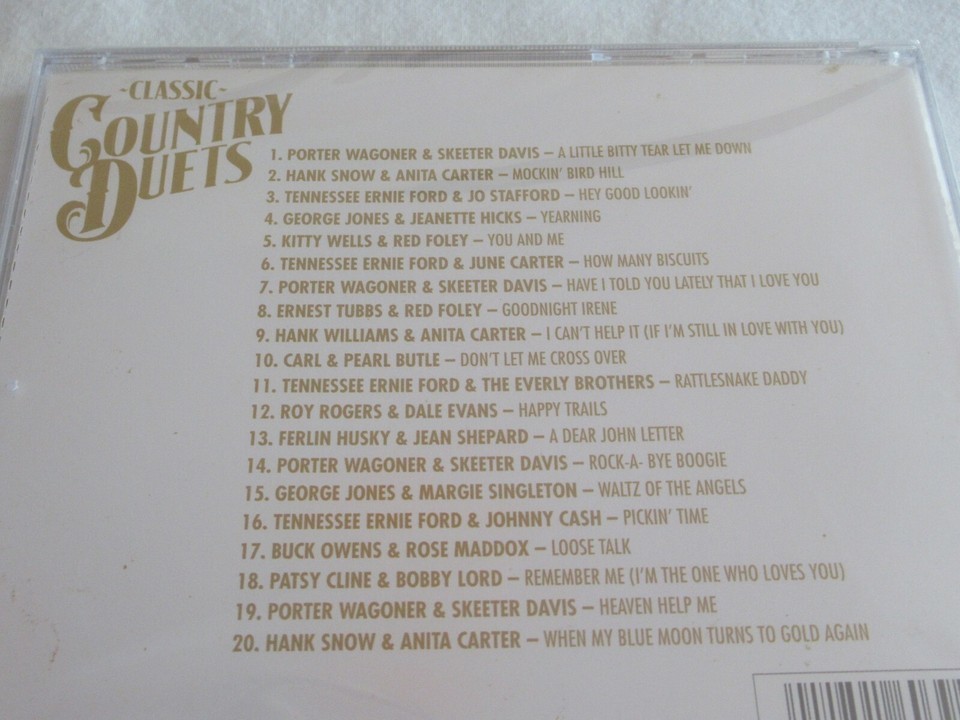 -CLASSIC-
COUNTRY
DUETS
1. PORTER WAGONER & SKEETER DAVIS – A LITTLE BITTY TEAR LET ME DOWN
2. HANK SNOW & ANITA CARTER – MOCKIN' BIRD HILL
3. TENNESSEE ERNIE FORD & JO STAFFORD – HEY GOOD LOOKIN'
4. GEORGE JONES & JEANETTE HICKS – YEARNING
5. KITTY WELLS & RED FOLEY – YOU AND ME
6. TENNESSEE ERNIE FORD & JUNE CARTER – HOW MANY BISCUITS
7. PORTER WAGONER & SKEETER DAVIS – HAVE I TOLD YOU LATELY THAT I LOVE YOU
8. ERNEST TUBBS & RED FOLEY – GOODNIGHT IRENE
9. HANK WILLIAMS & ANITA CARTER – I CAN'T HELP IT (IF I'M STILL IN LOVE WITH YOU)
10. CARL & PEARL BUTLE – DON'T LET ME CROSS OVER
11. TENNESSEE ERNIE FORD & THE EVERLY BROTHERS – RATTLESNAKE DADDY
12. ROY ROGERS & DALE EVANS – HAPPY TRAILS
13. FERLIN HUSKY & JEAN SHEPARD – A DEAR JOHN LETTER
14. PORTER WAGONER & SKEETER DAVIS – ROCK-A- BYE BOOGIE
15. GEORGE JONES & MARGIE SINGLETON – WALTZ OF THE ANGELS
16. TENNESSEE ERNIE FORD & JOHNNY CASH – PICKIN' TIME
17. BUCK OWENS & ROSE MADDOX – LOOSE TALK
18. PATSY CLINE & BOBBY LORD – REMEMBER ME (I'M THE ONE WHO LOVES YOU)
19. PORTER WAGONER & SKEETER DAVIS – HEAVEN HELP ME
20. HANK SNOW & ANITA CARTER – WHEN MY BLUE MOON TURNS TO GOLD AGAIN